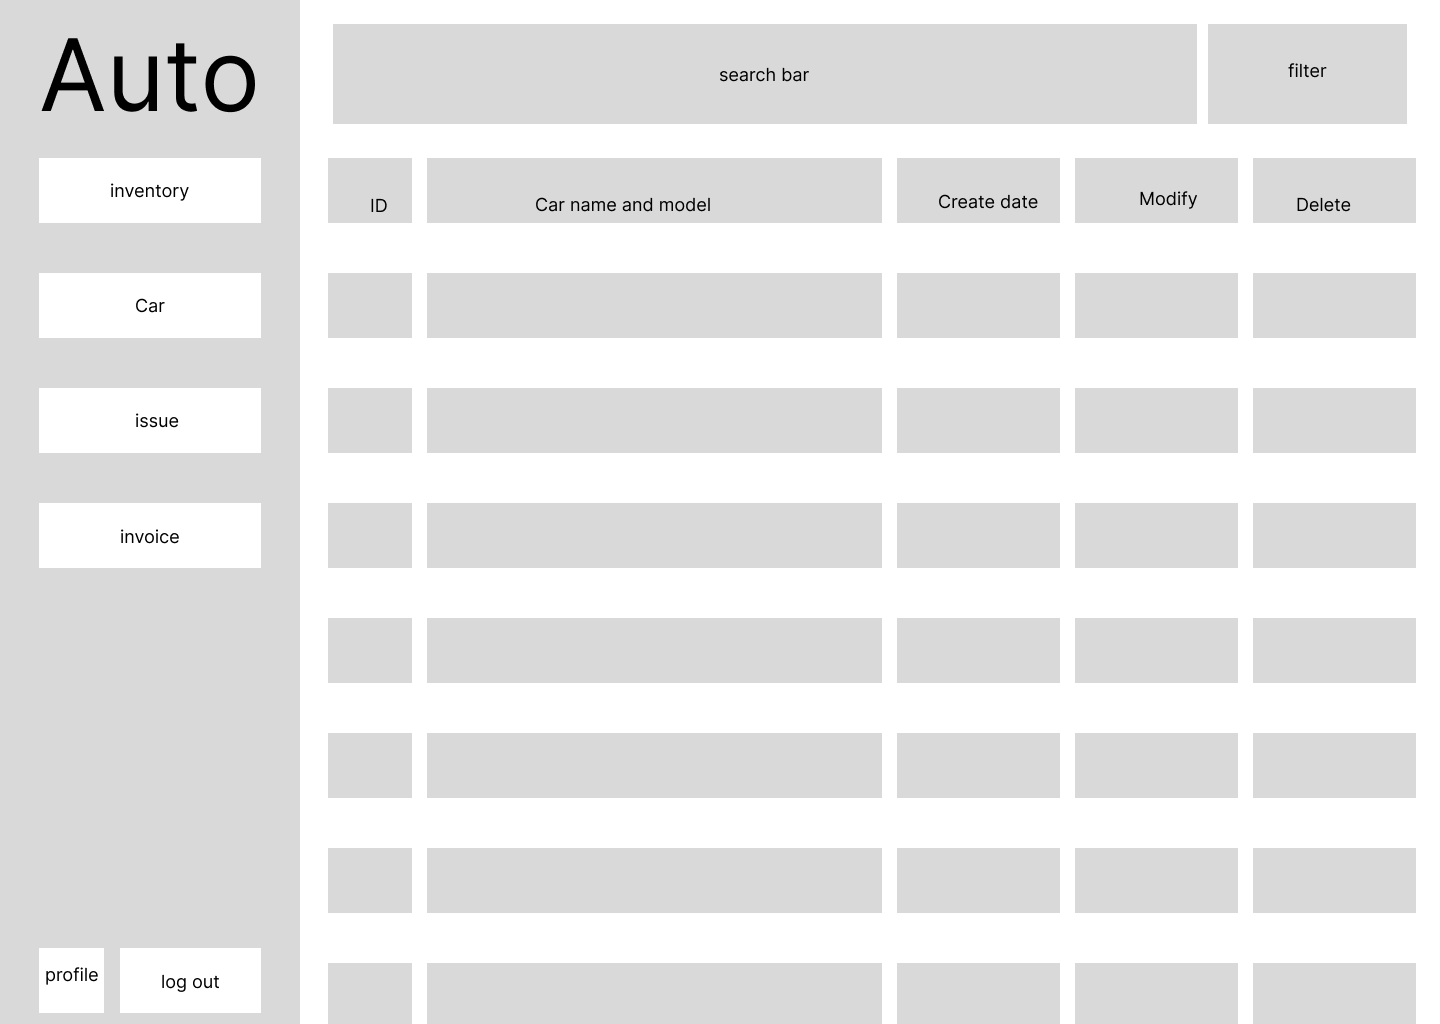 Auto
inventory
Car
issue
invoice
profile
log out
search bar
filter
ID
Car name and model
Create date
Modify
Delete